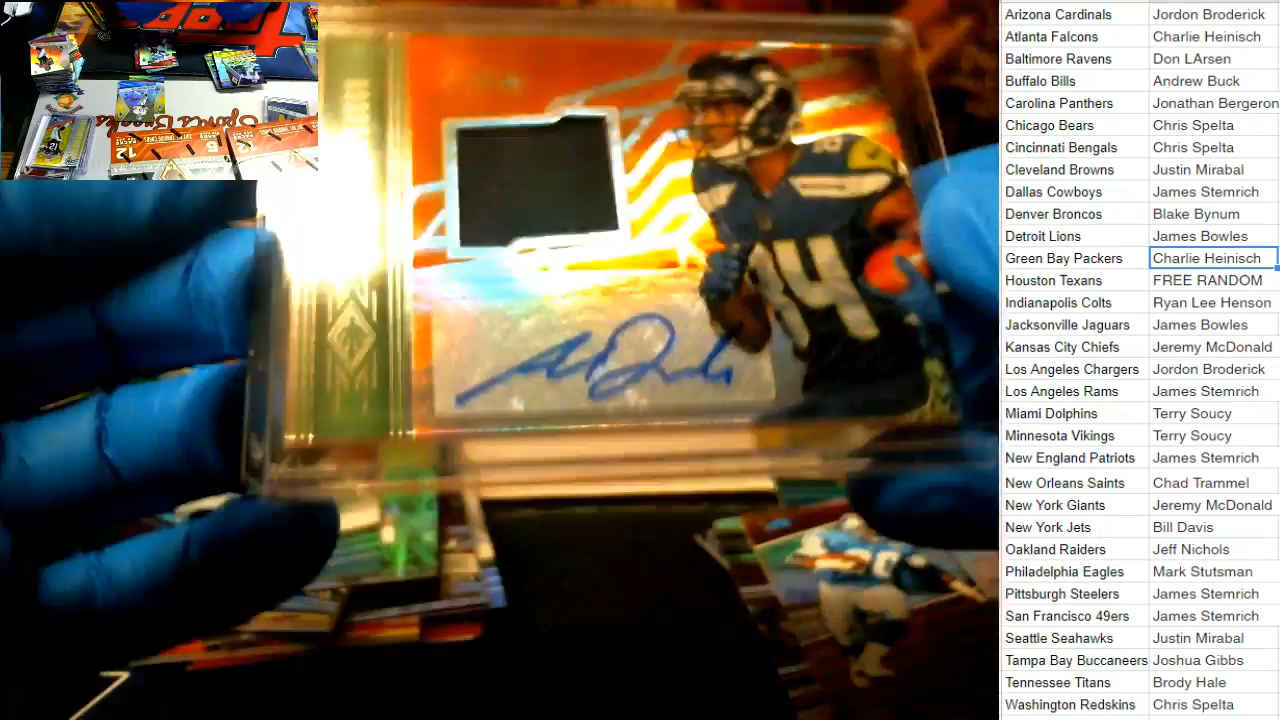 Arizona Cardinals Jordon Broderick
Atlanta Falcons Charlie Heinisch
Baltimore Ravens Don LArsen
Buffalo Bills Andrew Buck
Carolina Panthers Jonathan Bergeron
Chicago Bears Chris Spelta
Cincinnati Bengals Chris Spelta
Cleveland Browns Justin Mirabal
Dallas Cowboys James Stemrich
Denver Broncos Blake Bynum
Detroit Lions James Bowles
Green Bay Packers Charlie Heinisch
Houston Texans FREE RANDOM
Indianapolis Colts Ryan Lee Henson
Jacksonville Jaguars James Bowles
Kansas City Chiefs Jeremy McDonald
Los Angeles Chargers Jordon Broderick
Los Angeles Rams James Stemrich
Miami Dolphins Terry Soucy
Minnesota Vikings Terry Soucy
New England Patriots James Stemrich
New Orleans Saints Chad Trammel
New York Giants Jeremy McDonald
New York Jets Bill Davis
Oakland Raiders Jeff Nichols
Philadelphia Eagles Mark Stutsman
Pittsburgh Steelers James Stemrich
San Francisco 49ers James Stemrich
Seattle Seahawks Justin Mirabal
Tampa Bay Buccaneers Joshua Gibbs
Tennessee Titans Brody Hale
Washington Redskins Chris Spelta
84